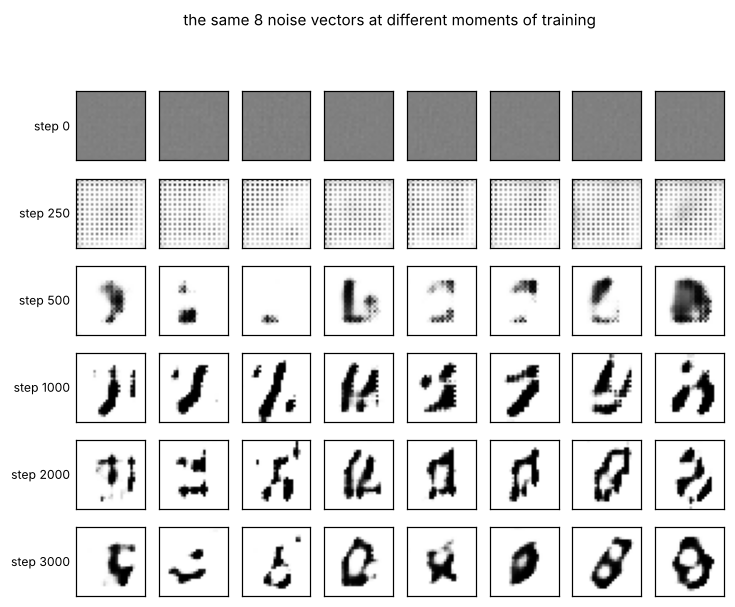 the same 8 noise vectors at different moments of training
step 0
step 250
step 500
step 1000
step 2000
step 3000